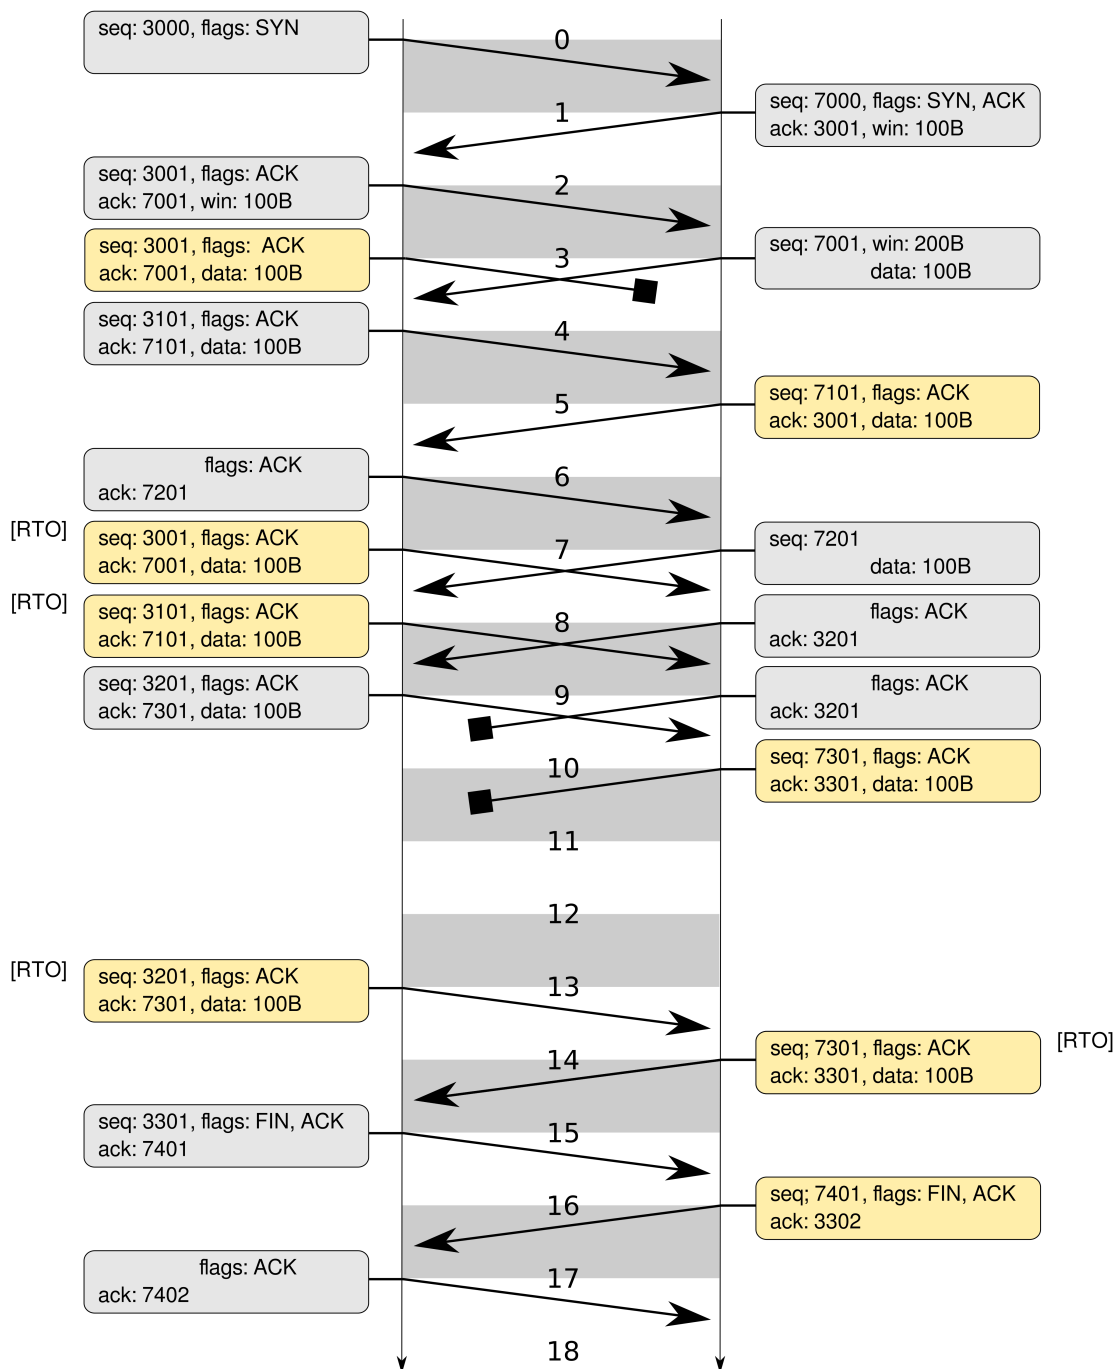 seq: 3000, flags: SYN
0
seq: 7000, flags: SYN, ACK
ack: 3001, win: 100B
1
seq: 3001, flags: ACK
ack: 7001, win: 100B
2
seq: 3001, flags: ACK
ack: 7001, data: 100B
3
seq: 7001, win: 200B
data: 100B
seq: 3101, flags: ACK
ack: 7101, data: 100B
4
seq: 7101, flags: ACK
ack: 3001, data: 100B
5
flags: ACK
ack: 7201
6
[RTO]
seq: 3001, flags: ACK
ack: 7001, data: 100B
7
seq: 7201
data: 100B
[RTO]
seq: 3101, flags: ACK
ack: 7101, data: 100B
8
flags: ACK
ack: 3201
seq: 3201, flags: ACK
ack: 7301, data: 100B
9
flags: ACK
ack: 3201
10
seq: 7301, flags: ACK
ack: 3301, data: 100B
11
12
[RTO]
seq: 3201, flags: ACK
ack: 7301, data: 100B
13
14
seq; 7301, flags: ACK
ack: 3301, data: 100B
[RTO]
seq: 3301, flags: FIN, ACK
ack: 7401
15
16
seq; 7401, flags: FIN, ACK
ack: 3302
flags: ACK
ack: 7402
17
18